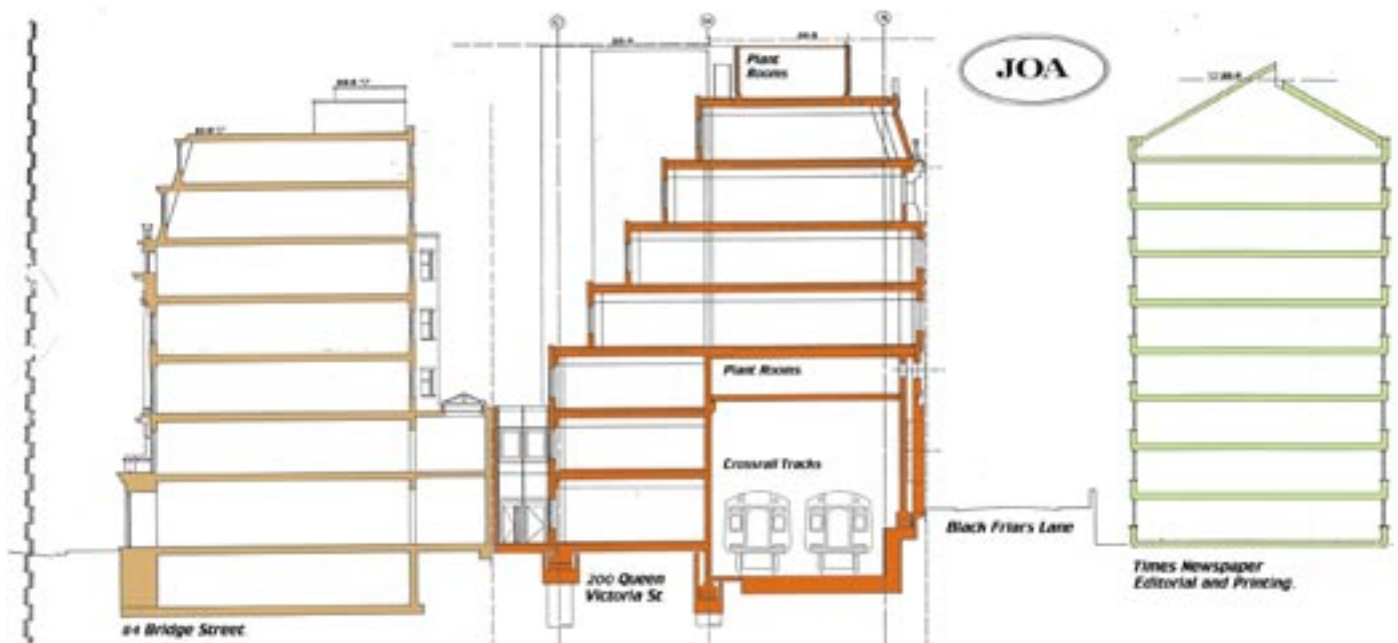 JOA
Plant
Rooms
Plant Rooms
Crossrail Tracks
Black Friars Lane
200 Queen
Victoria St
84 Bridge Street
Times Newspaper
Editorial and Printing.